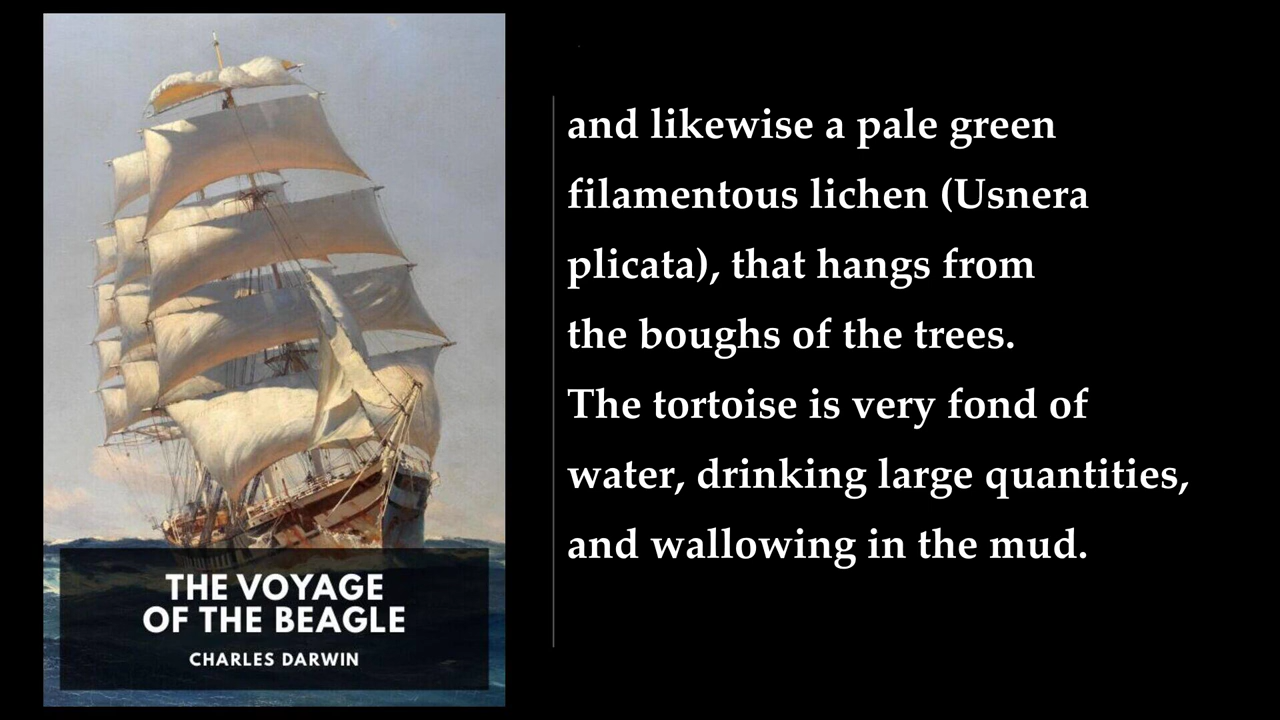 THE VOYAGE
OF THE BEAGLE
CHARLES DARWIN
and likewise a pale green
filamentous lichen (Usnera
plicata), that hangs from
the boughs of the trees.
The tortoise is very fond of
water, drinking large quantities,
and wallowing in the mud.